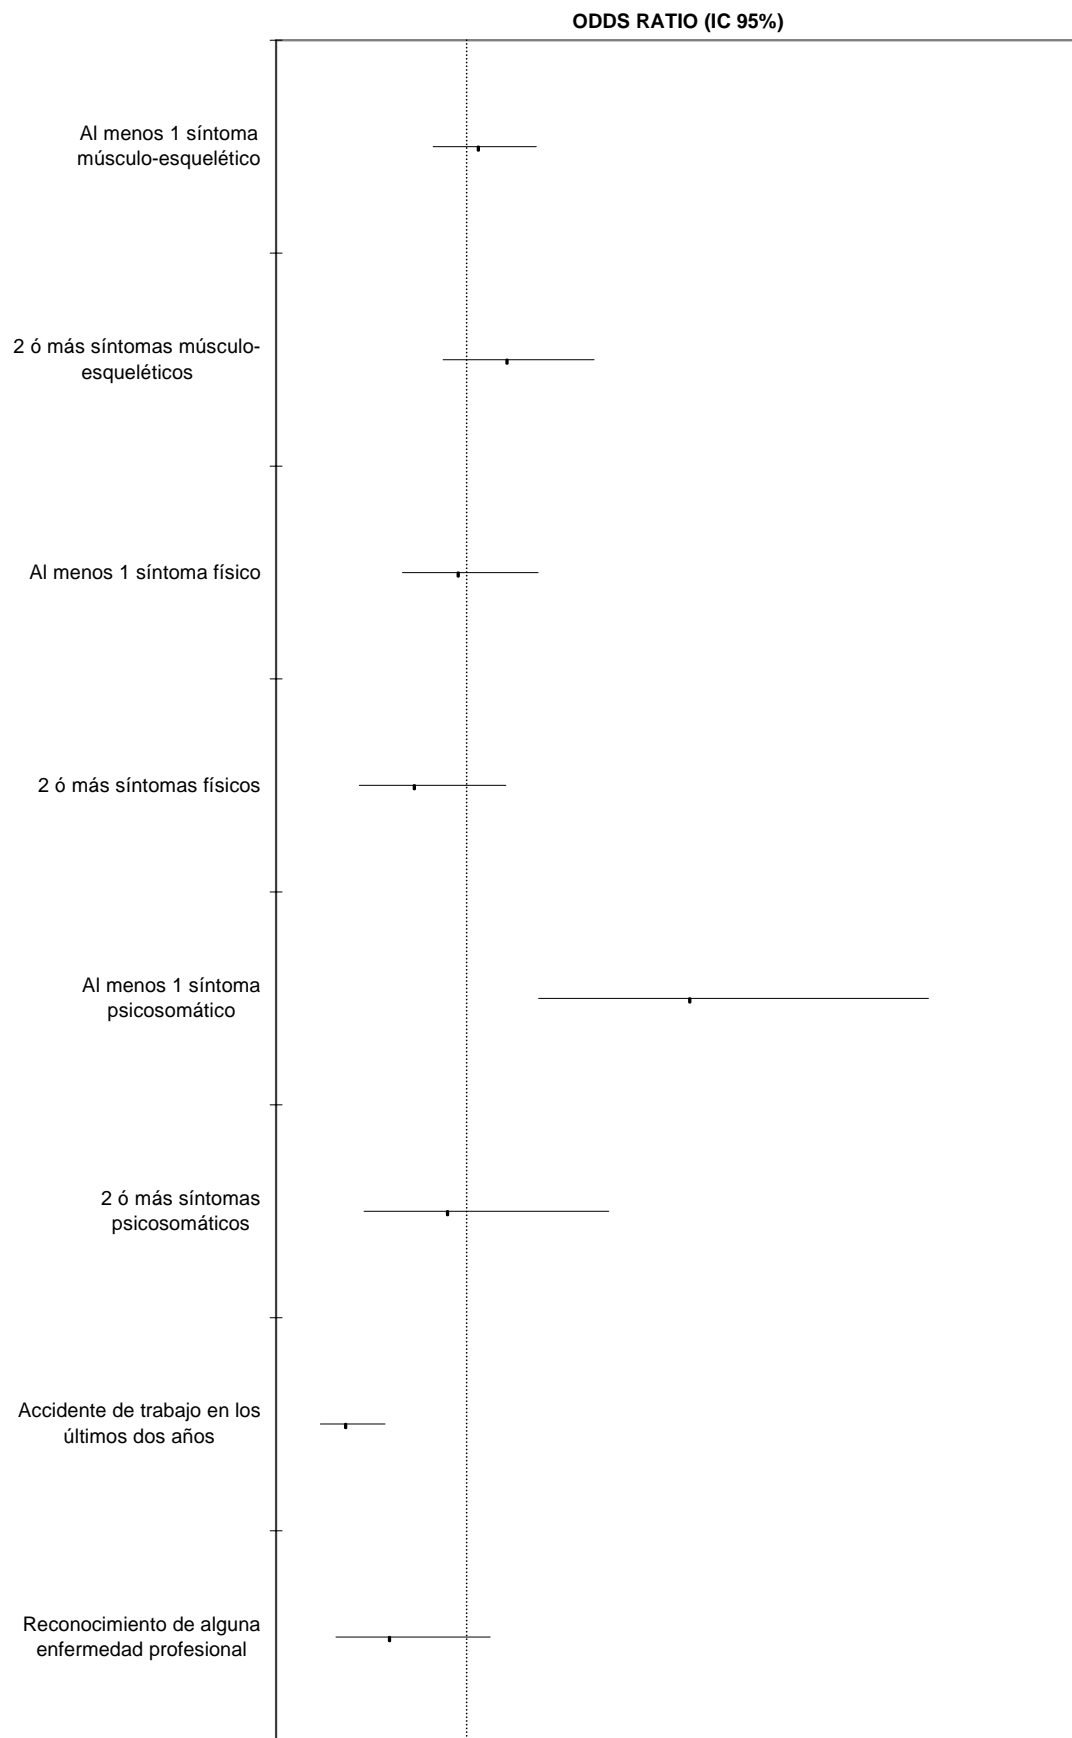 ODDS RATIO (IC 95%)
Al menos 1 síntoma
músculo-esquelético
2 ó más síntomas músculo-
esqueléticos
Al menos 1 síntoma físico
2 ó más síntomas físicos
Al menos 1 síntoma
psicosomático
2 ó más síntomas
psicosomáticos
Accidente de trabajo en los
últimos dos años
Reconocimiento de alguna
enfermedad profesional